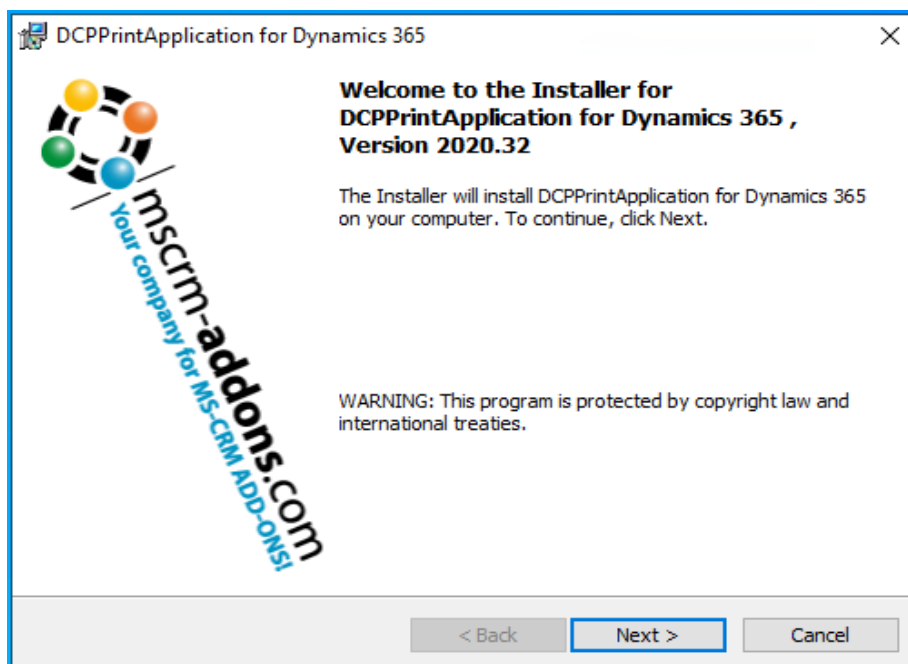 DCPPrintApplication for Dynamics 365
Welcome to the Installer for
DCPPrintApplication for Dynamics 365 ,
Version 2020.32
The Installer will install DCPPrintApplication for Dynamics 365
on your computer. To continue, click Next.
mscrm-addons.com
Your company for MS-CRM ADD-ONS!
WARNING: This program is protected by copyright law and
international treaties.
< Back
Next >
Cancel